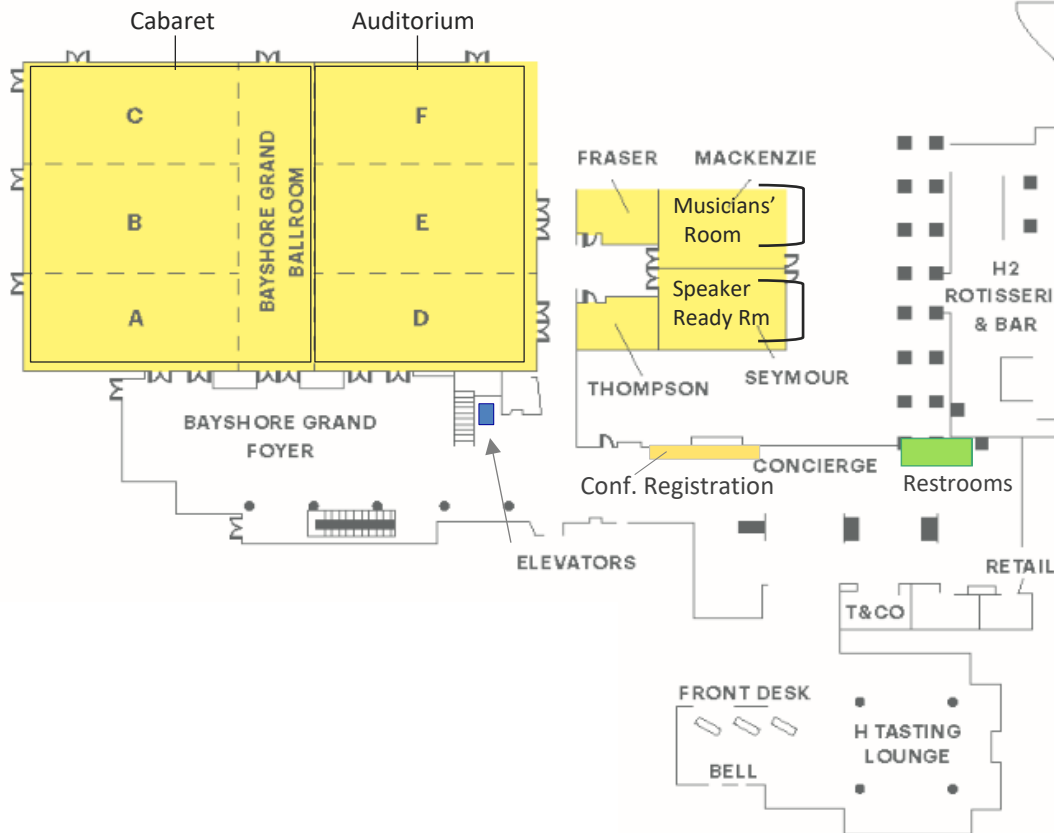 Cabaret
Auditorium
C
F
FRASER
MACKENZIE
BAYSHORE GRAND
BALLROOM
Musicians'
Room
B
E
H2
ROTISSERI
& BAR
Speaker
Ready Rm
A
D
THOMPSON
SEYMOUR
BAYSHORE GRAND
FOYER
CONCIERGE
Conf. Registration
Restrooms
ELEVATORS
RETAIL
T&CO
FRONT DESK
H TASTING
LOUNGE
BELL